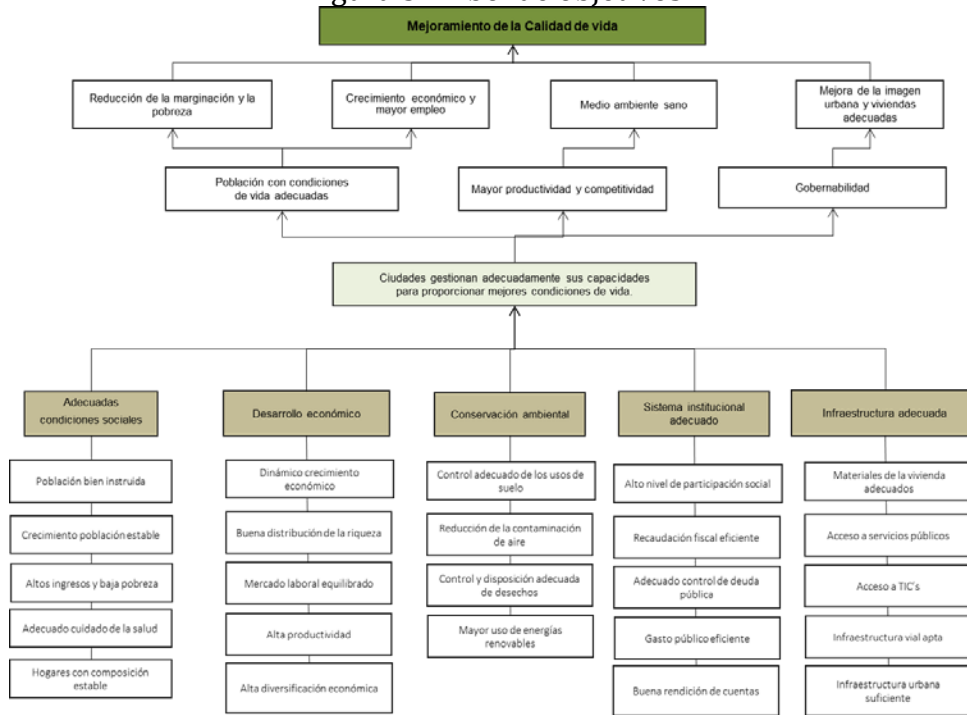 Mejoramiento de la Calidad de vida
Reducción de la marginación y la
pobreza
Crecimiento económico y
mayor empleo
Medio ambiente sano
Mejora de la imagen
urbana y viviendas
adecuadas
Población con condiciones
de vida adecuadas
Mayor productividad y competitividad
Gobernabilidad
Ciudades gestionan adecuadamente sus capacidades
para proporcionar mejores condiciones de vida.
Adecuadas
condiciones sociales
Desarrollo económico
Conservación ambiental
Sistema institucional
adecuado
Infraestructura adecuada
Población bien instruida
Crecimiento población estable
Altos ingresos y baja pobreza
Adecuado cuidado de la salud
Hogares con composición
estable
Dinámico crecimiento
económico
Buena distribución de la riqueza
Mercado laboral equilibrado
Alta productividad
Alta diversificación económica
Control adecuado de los usos de
suelo
Reducción de la contaminación
de aire
Control y disposición adecuada
de desechos
Mayor uso de energías
renovables
Alto nivel de participación social
Recaudación fiscal eficiente
Adecuado control de deuda
pública
Gasto público eficiente
Buena rendición de cuentas
Materiales de la vivienda
adecuados
Acceso a servicios públicos
Acceso a TIC's
Infraestructura vial apta
Infraestructura urbana
suficiente